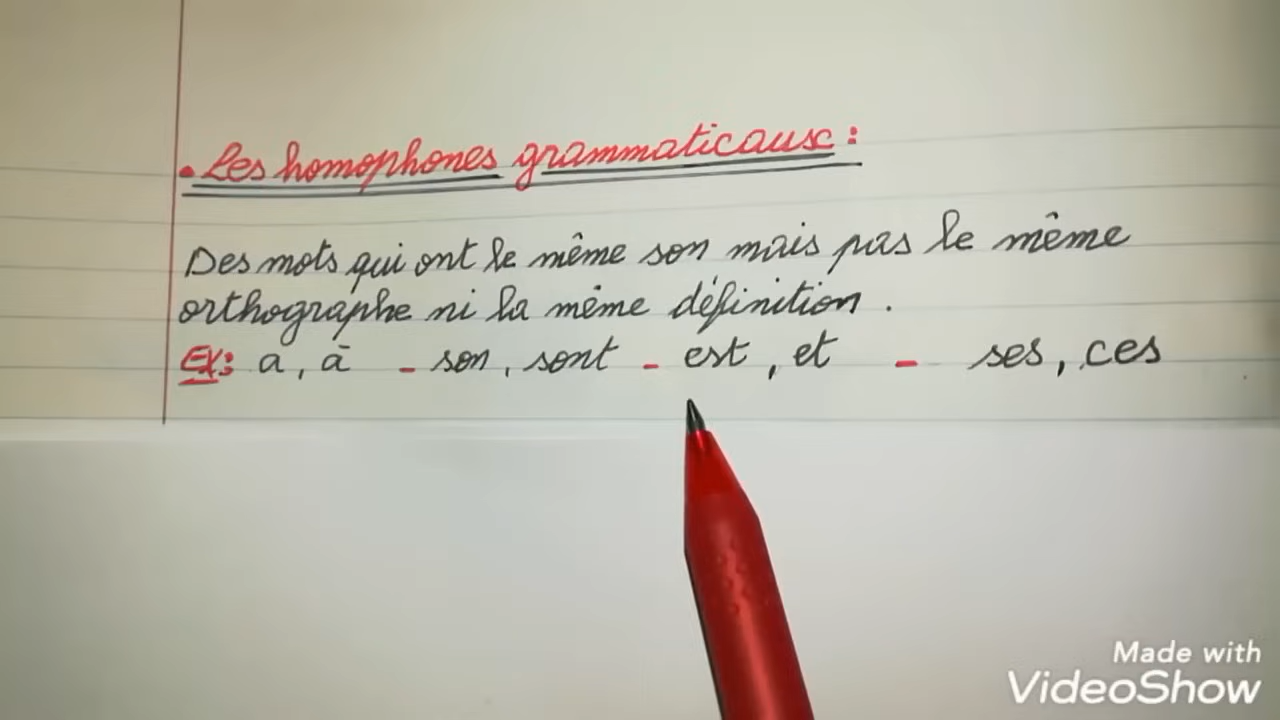 • Les homophones grammaticaux :
Des mots qui ont le même son mais pas le même
orthographe ni la même définition .
Ex: a, à - son, sont - est, et - ses, ces
Made with
VideoShow